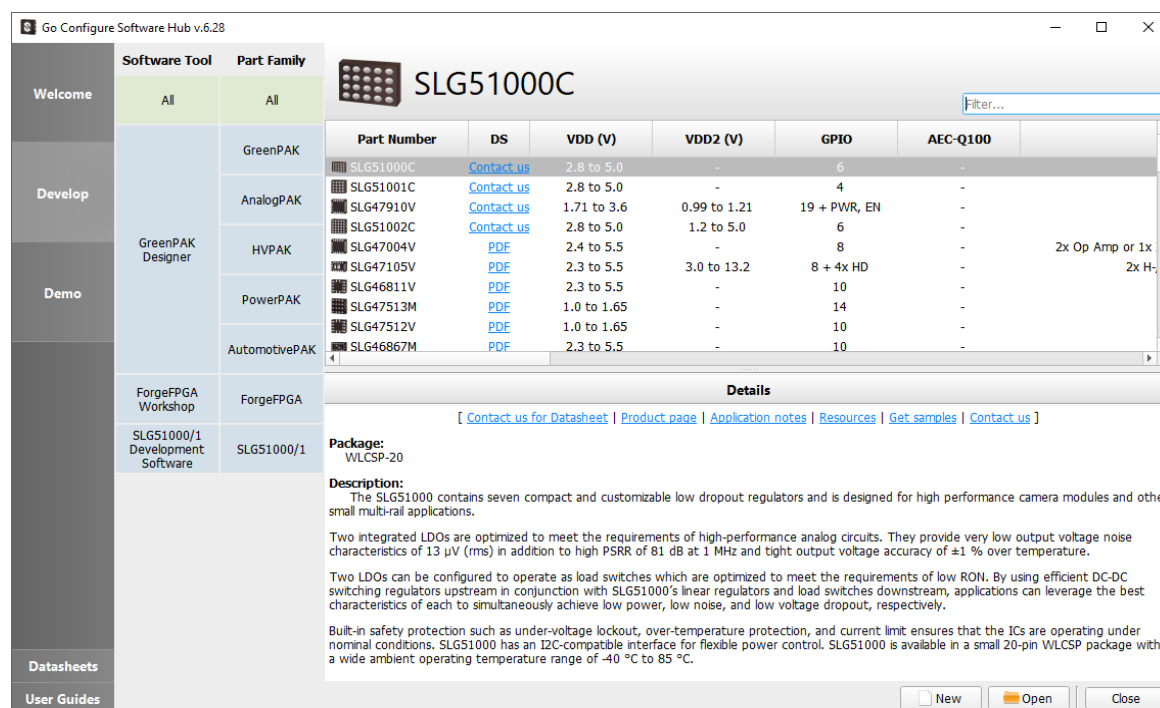 Go Configure Software Hub v.6.28
Welcome
Develop
Demo
Datasheets
User Guides
Software Tool Part Family
All All
GreenPAK Designer
GreenPAK
AnalogPAK
HVPAK
PowerPAK
AutomotivePAK
ForgeFPGA Workshop
ForgeFPGA
SLG51000/1 Development Software
SLG51000/1
SLG51000C
Filter...
Part Number DS VDD (V) VDD2 (V) GPIO AEC-Q100
SLG51000C Contact us 2.8 to 5.0 - 6 -
SLG51001C Contact us 2.8 to 5.0 - 4 -
SLG47910V Contact us 1.71 to 3.6 0.99 to 1.21 19 + PWR, EN -
SLG51002C Contact us 2.8 to 5.0 1.2 to 5.0 6 -
SLG47004V PDF 2.4 to 5.5 - 8 - 2x Op Amp or 1x
SLG47105V PDF 2.3 to 5.5 3.0 to 13.2 8 + 4x HD - 2x H-
SLG46811V PDF 2.3 to 5.5 - 10 -
SLG47513M PDF 1.0 to 1.65 - 14 -
SLG47512V PDF 1.0 to 1.65 - 10 -
SLG46867M PDF 2.3 to 5.5 - 10 -
Details
[ Contact us for Datasheet | Product page | Application notes | Resources | Get samples | Contact us ]
Package:
WLCSP-20
Description:
The SLG51000 contains seven compact and customizable low dropout regulators and is designed for high performance camera modules and othe
small multi-rail applications.
Two integrated LDOs are optimized to meet the requirements of high-performance analog circuits. They provide very low output voltage noise
characteristics of 13 µV (rms) in addition to high PSRR of 81 dB at 1 MHz and tight output voltage accuracy of ±1 % over temperature.
Two LDOs can be configured to operate as load switches which are optimized to meet the requirements of low RON. By using efficient DC-DC
switching regulators upstream in conjunction with SLG51000's linear regulators and load switches downstream, applications can leverage the best
characteristics of each to simultaneously achieve low power, low noise, and low voltage dropout, respectively.
Built-in safety protection such as under-voltage lockout, over-temperature protection, and current limit ensures that the ICs are operating under
nominal conditions. SLG51000 has an I2C-compatible interface for flexible power control. SLG51000 is available in a small 20-pin WLCSP package with
a wide ambient operating temperature range of -40 °C to 85 °C.
New Open Close